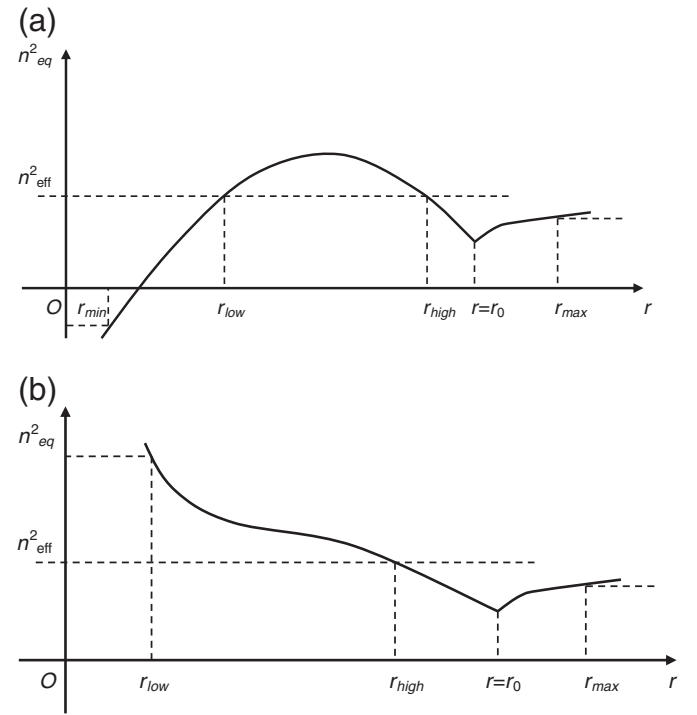 (a)
n²eq
n²eff
O rmin rlow rhigh r=r0 rmax r
(b)
n²eq
n²eff
O rlow rhigh r=r0 rmax r